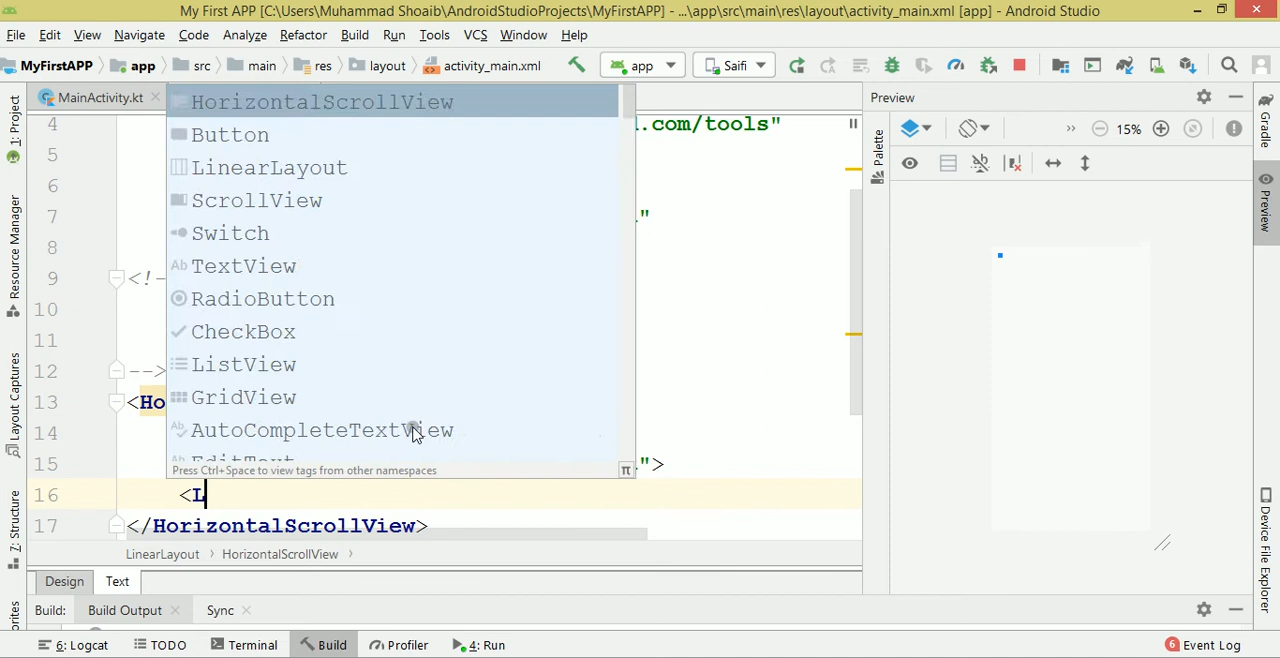 My First APP [C:\Users\Muhammad Shoaib\AndroidStudioProjects\MyFirstAPP] - ...\app\src\main\res\layout\activity_main.xml [app] - Android Studio
File Edit View Navigate Code Analyze Refactor Build Run Tools VCS Window Help
MyFirstAPP app src main res layout activity_main.xml app Saifi
1: Project
Resource Manager
Layout Captures
7: Structure
MainActivity.kt
4 l.com/tools"
5
6
7 "
8
9 <!-
10
11
12 -->
13 <Ho
14
15 ">
16 <L
17 </HorizontalScrollView>
HorizontalScrollView
Button
LinearLayout
ScrollView
Switch
TextView
RadioButton
CheckBox
ListView
GridView
AutoCompleteTextView
EditText
Press Ctrl+Space to view tags from other namespaces π
LinearLayout HorizontalScrollView
Design Text
Preview
Palette
15%
Gradle
Preview
Device File Explorer
Build: Build Output Sync
6: Logcat TODO Terminal Build Profiler 4: Run 6 Event Log